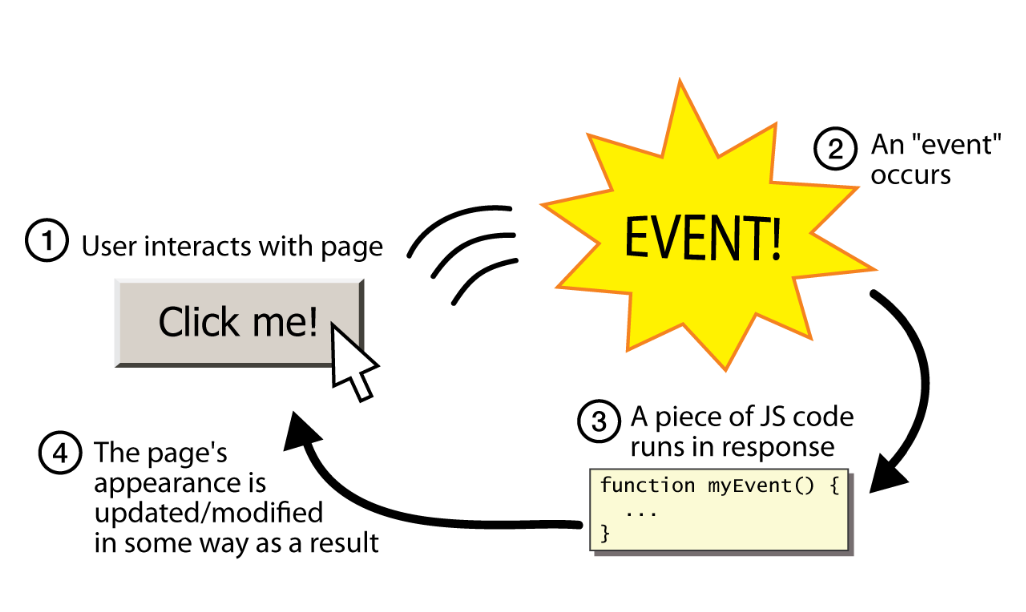 1 User interacts with page
Click me!
EVENT!
2 An "event"
occurs
3 A piece of JS code
runs in response
function myEvent() {
...
}
4 The page's
appearance is
updated/modified
in some way as a result